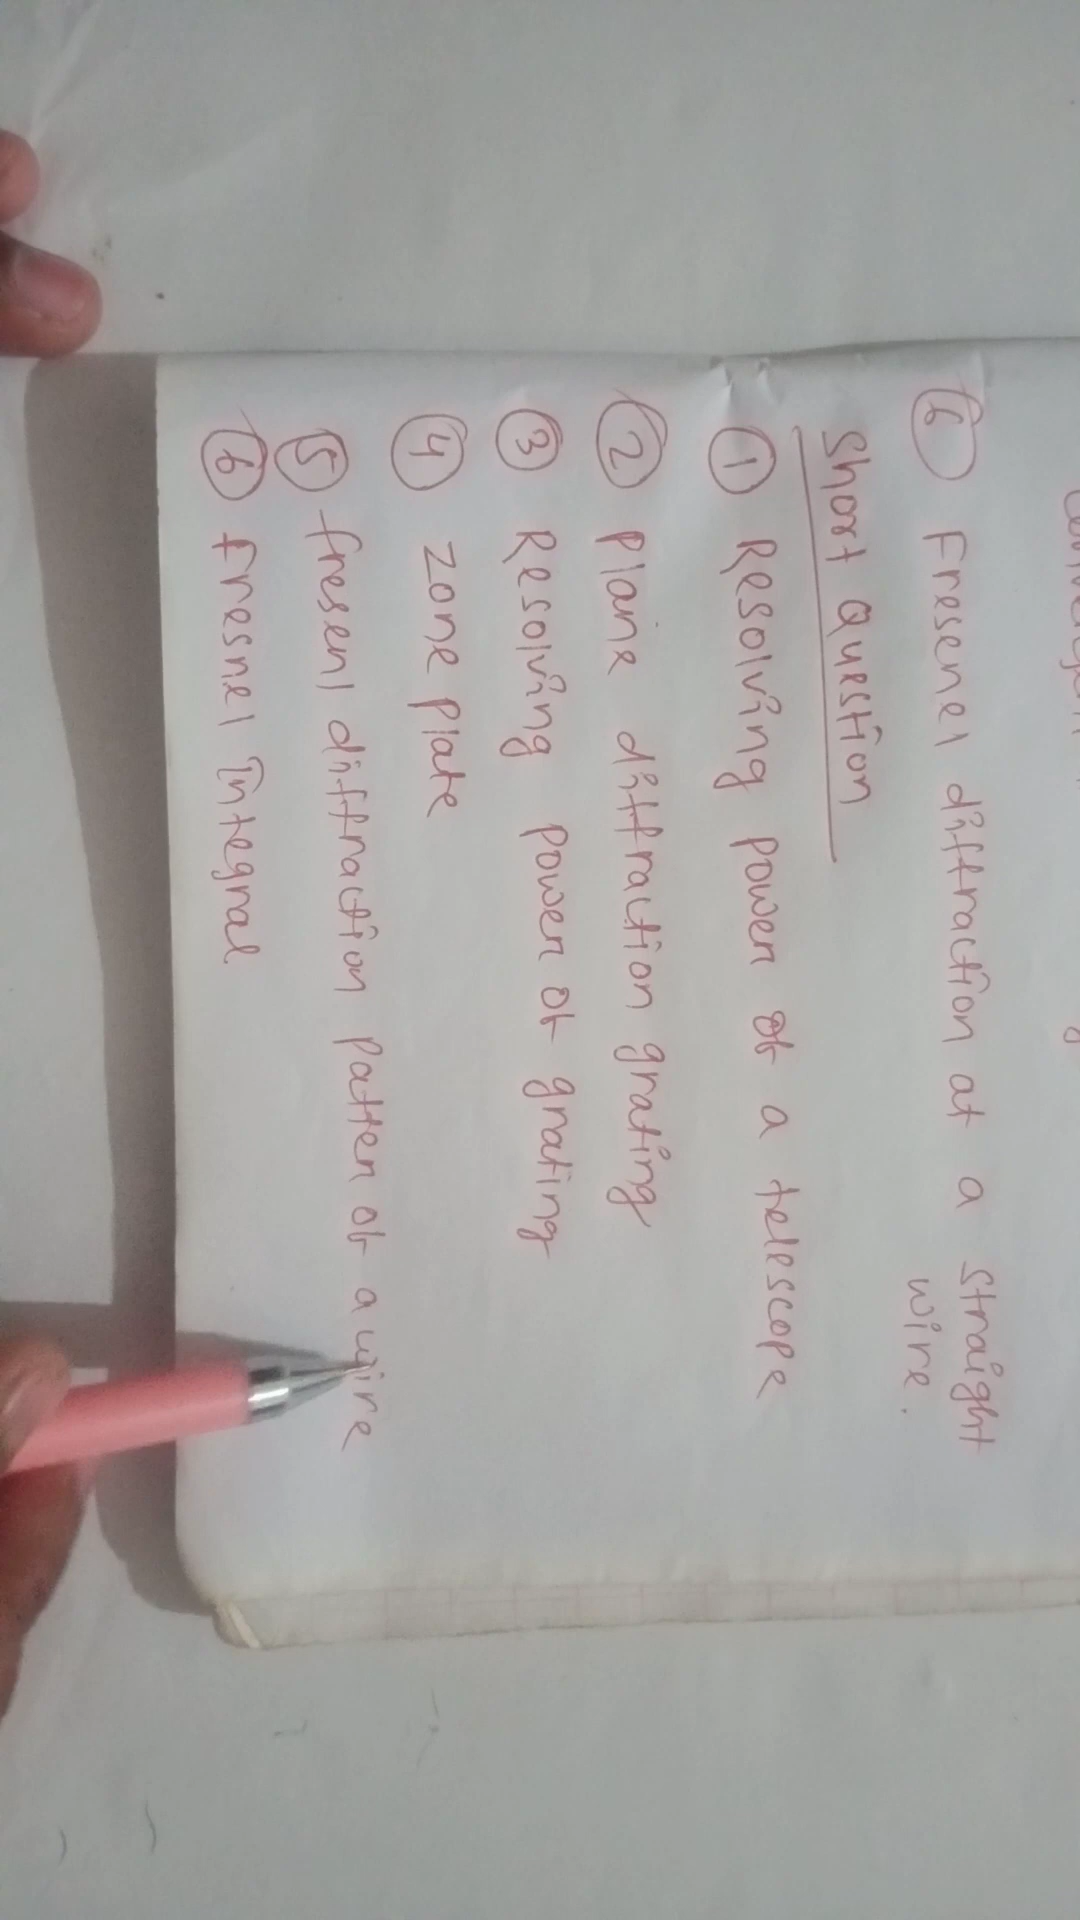 6 Fresenel diffraction at a straight
wire.
Short Question
1 Resolving power of a telescope
2 Plane diffraction grating
3 Resolving power of grating
4 zone plate
5 fresenl diffraction patten of a wire
6 fresnel integral